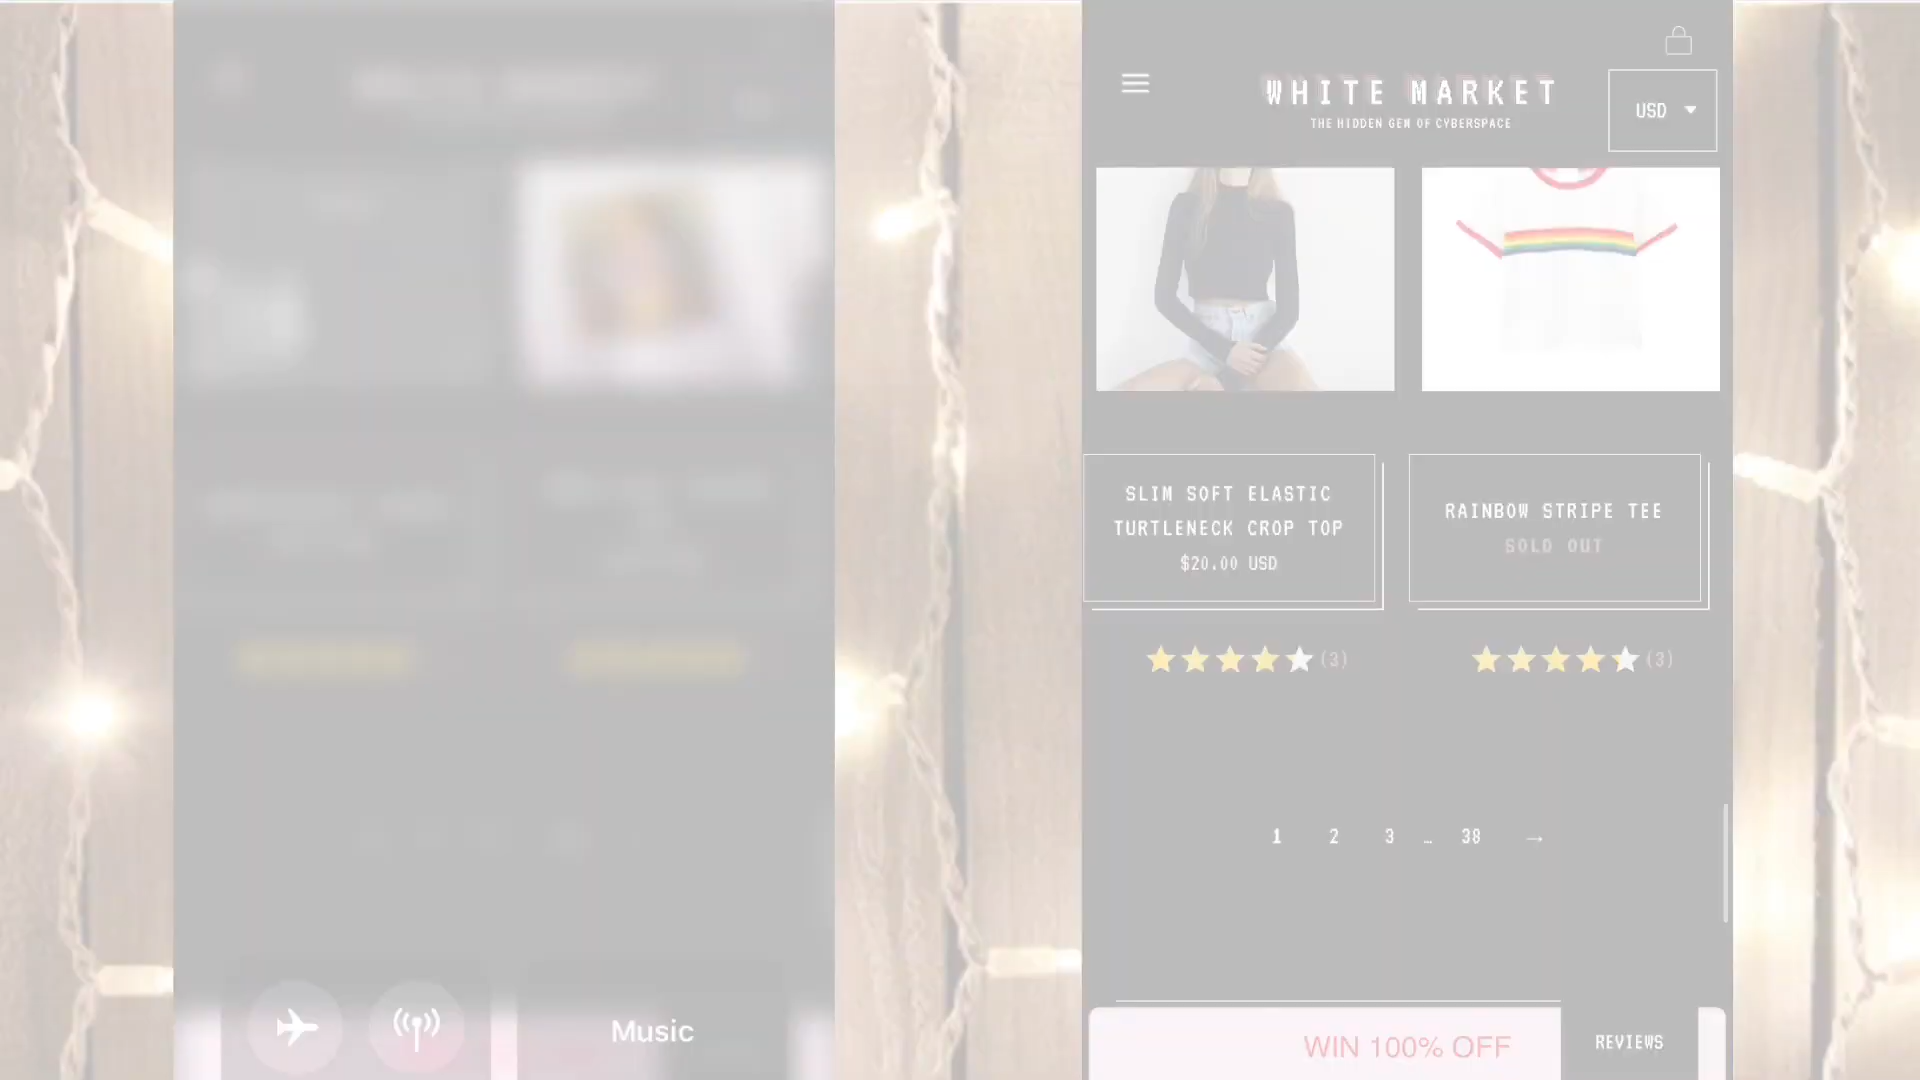 WHITE MARKET
THE HIDDEN GEM OF CYBERSPACE
USD
SLIM SOFT ELASTIC
TURTLENECK CROP TOP
$20.00 USD
RAINBOW STRIPE TEE
SOLD OUT
(3)
(3)
1 2 3 … 38 →
Music
WIN 100% OFF
REVIEWS